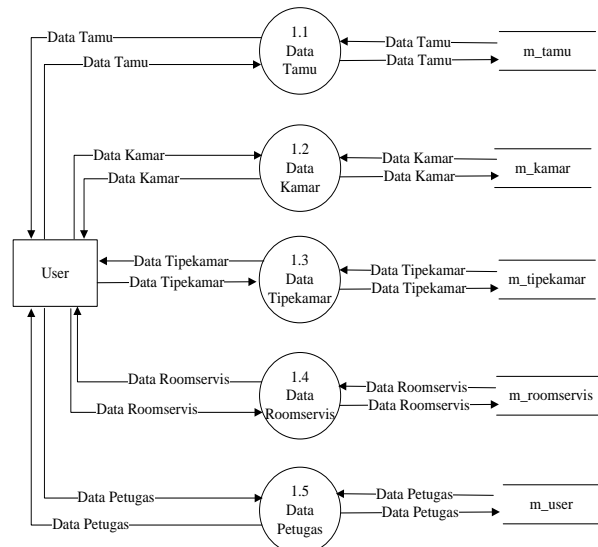 1.1
Data
Tamu
Data Tamu
Data Tamu
Data Tamu
Data Tamu
m_tamu
1.2
Data
Kamar
Data Kamar
Data Kamar
Data Kamar
Data Kamar
m_kamar
User
1.3
Data
Tipekamar
Data Tipekamar
Data Tipekamar
Data Tipekamar
Data Tipekamar
m_tipekamar
1.4
Data
Roomservis
Data Roomservis
Data Roomservis
Data Roomservis
Data Roomservis
m_roomservis
1.5
Data
Petugas
Data Petugas
Data Petugas
Data Petugas
Data Petugas
m_user